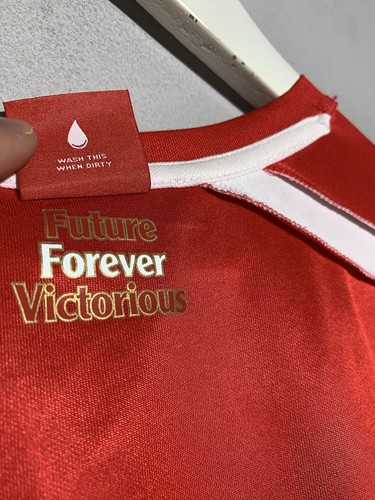 WASH THIS
WHEN DIRTY
Future
Forever
Victorious